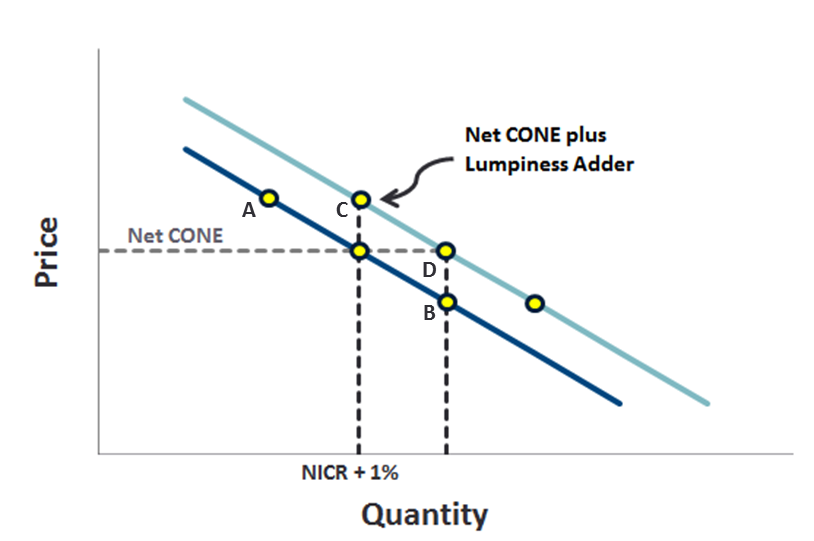 Net CONE plus
Lumpiness Adder
A
C
Net CONE
D
B
Price
NICR + 1%
Quantity